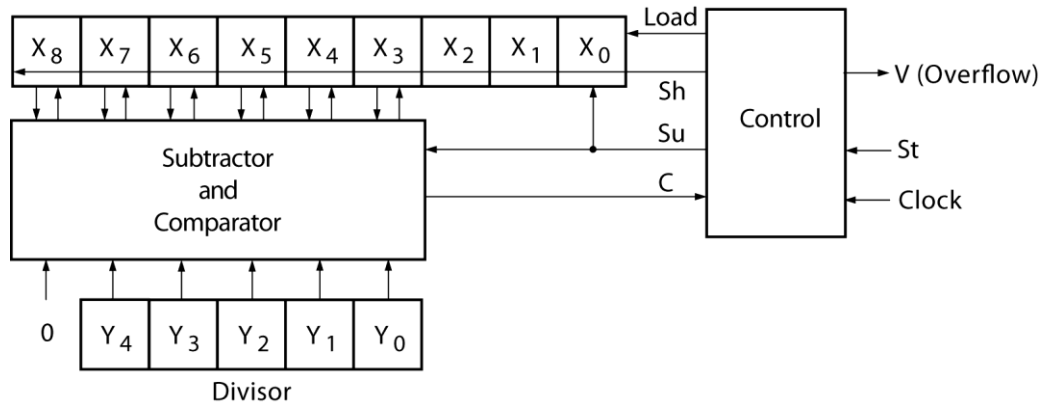 X₈ X₇ X₆ X₅ X₄ X₃ X₂ X₁ X₀
Load
Sh
Su
C
Control
V (Overflow)
St
Clock
Subtractor
and
Comparator
0
Y₄ Y₃ Y₂ Y₁ Y₀
Divisor